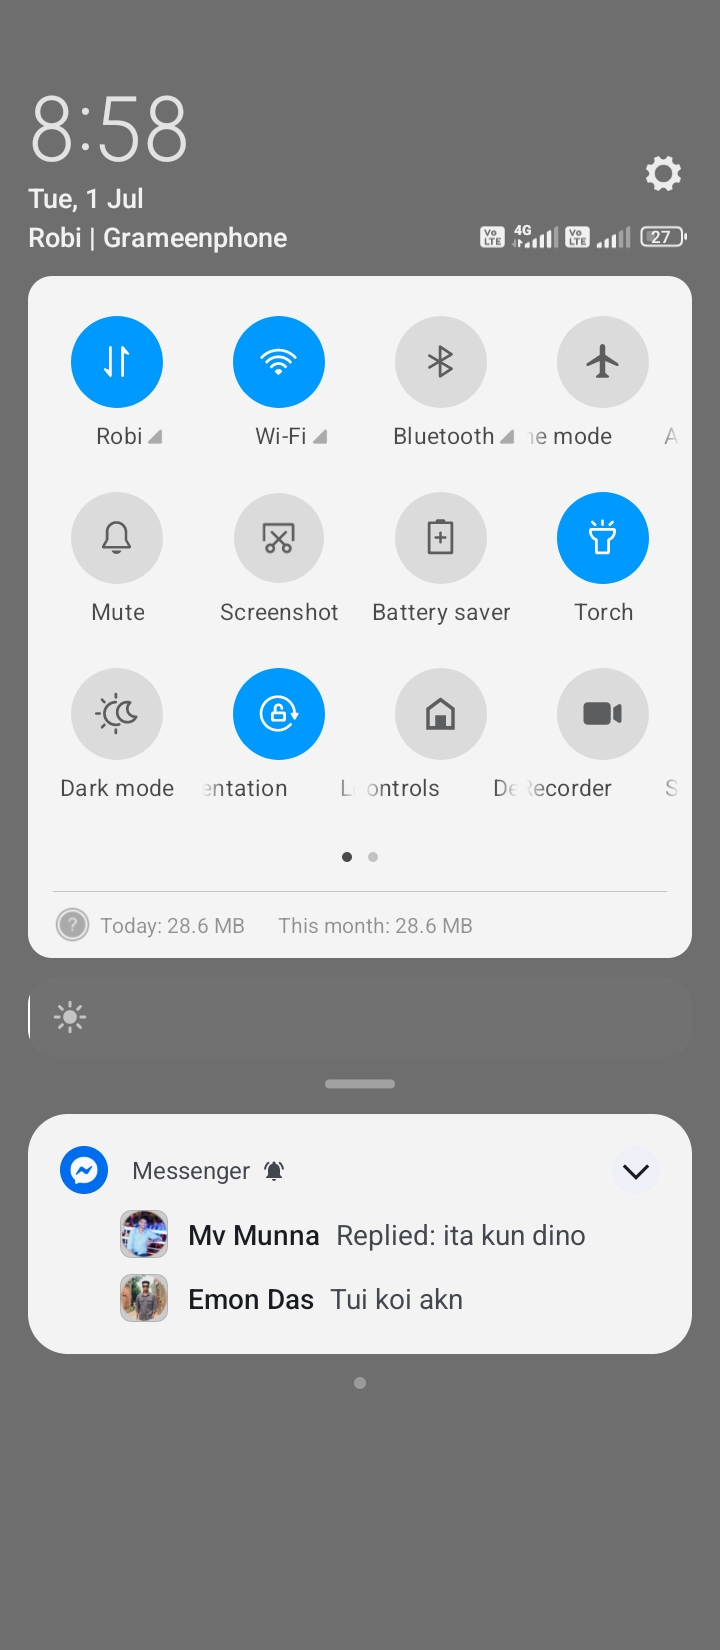 8:58
Tue, 1 Jul
Robi | Grameenphone
Vo LTE 4G Vo LTE 27
Robi Wi-Fi Bluetooth ne mode A
Mute Screenshot Battery saver Torch
Dark mode entation L ontrols De Recorder S
? Today: 28.6 MB This month: 28.6 MB
Messenger
Mv Munna Replied: ita kun dino
Emon Das Tui koi akn